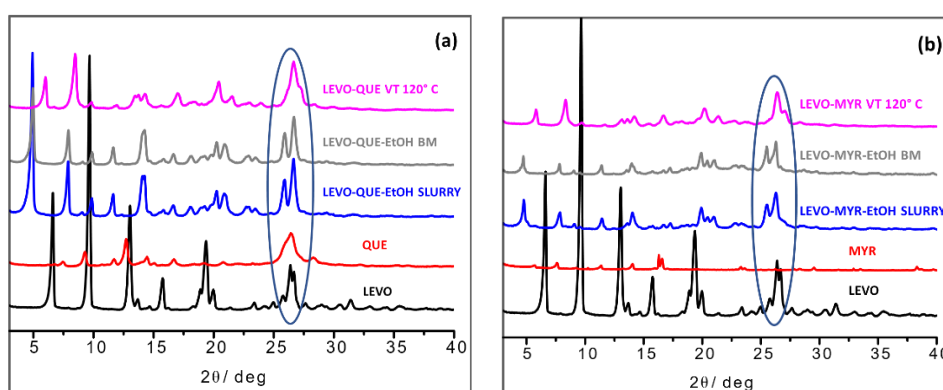 (a)
LEVO-QUE VT 120° C
LEVO-QUE-EtOH BM
LEVO-QUE-EtOH SLURRY
QUE
LEVO
5 10 15 20 25 30 35 40
2θ/ deg
(b)
LEVO-MYR VT 120° C
LEVO-MYR-EtOH BM
LEVO-MYR-EtOH SLURRY
MYR
LEVO
5 10 15 20 25 30 35 40
2θ/ deg